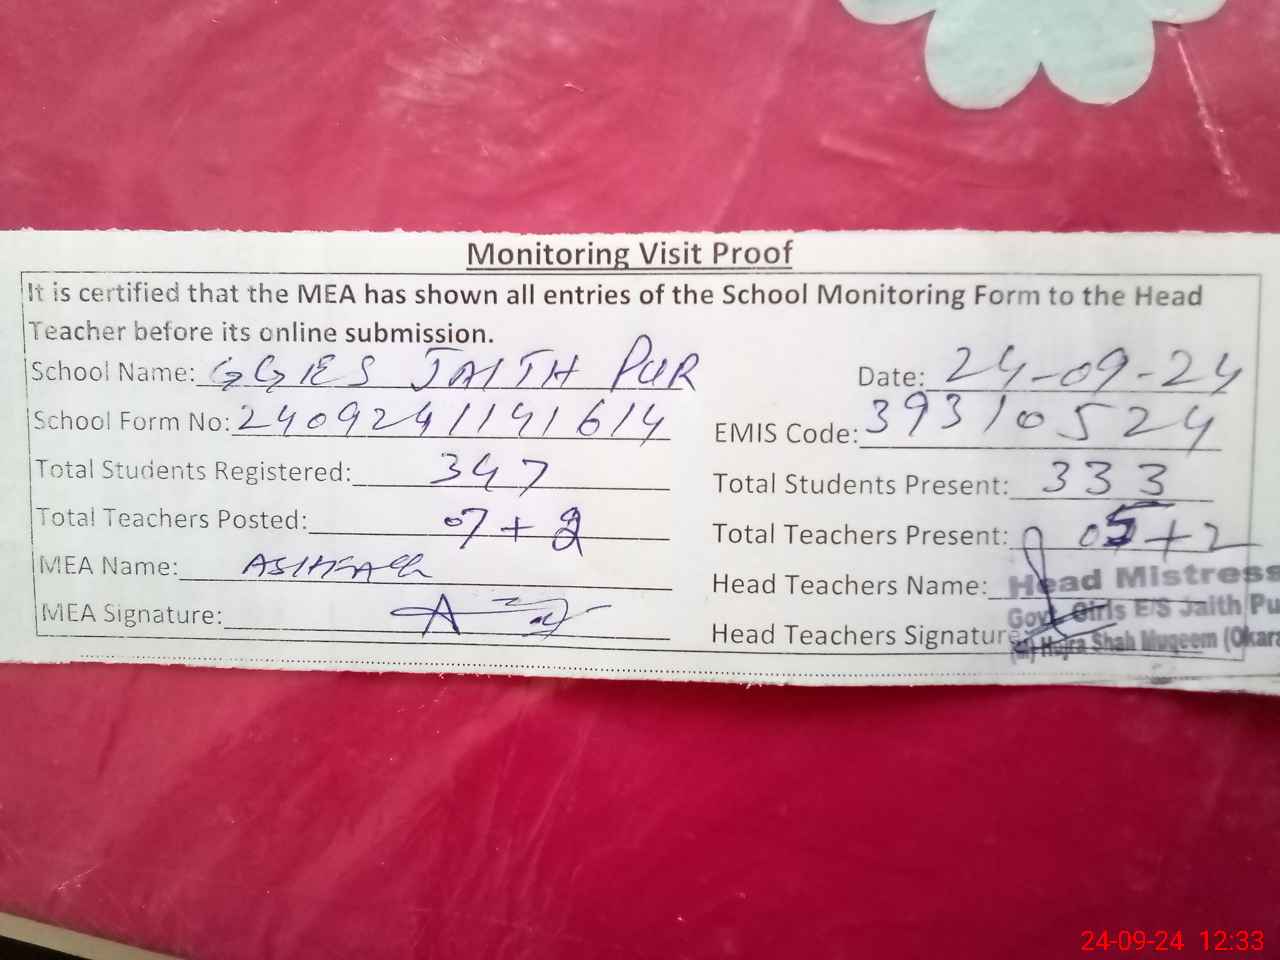 Monitoring Visit Proof
It is certified that the MEA has shown all entries of the School Monitoring Form to the Head
Teacher before its online submission.
School Name: GGES JAITH PUR Date: 24-09-24
School Form No: 2409241141614 EMIS Code: 39310524
Total Students Registered: 347 Total Students Present: 333
Total Teachers Posted: 07+2 Total Teachers Present: 05+2
MEA Name: Head Teachers Name: Head Mistress
Govt. Girls E/S Jaith Pu
MEA Signature: Head Teachers Signature:
Hujra Shah Muqeem (Okara
24-09-24 12:33